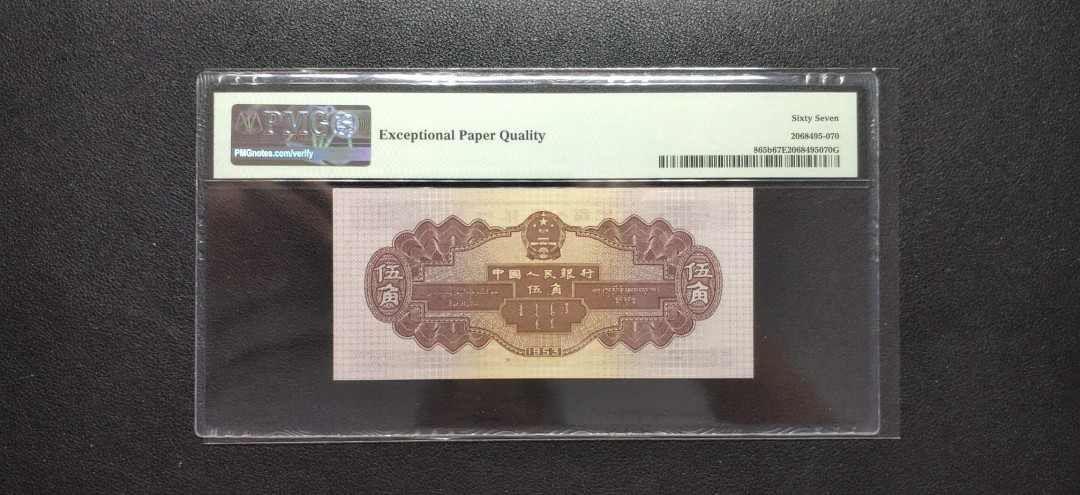 PMG
PMGnotes.com/verify
Exceptional Paper Quality
Sixty Seven
2068495-070
865b67E2068495070G
中國人民銀行
伍角
伍角
伍角
1953